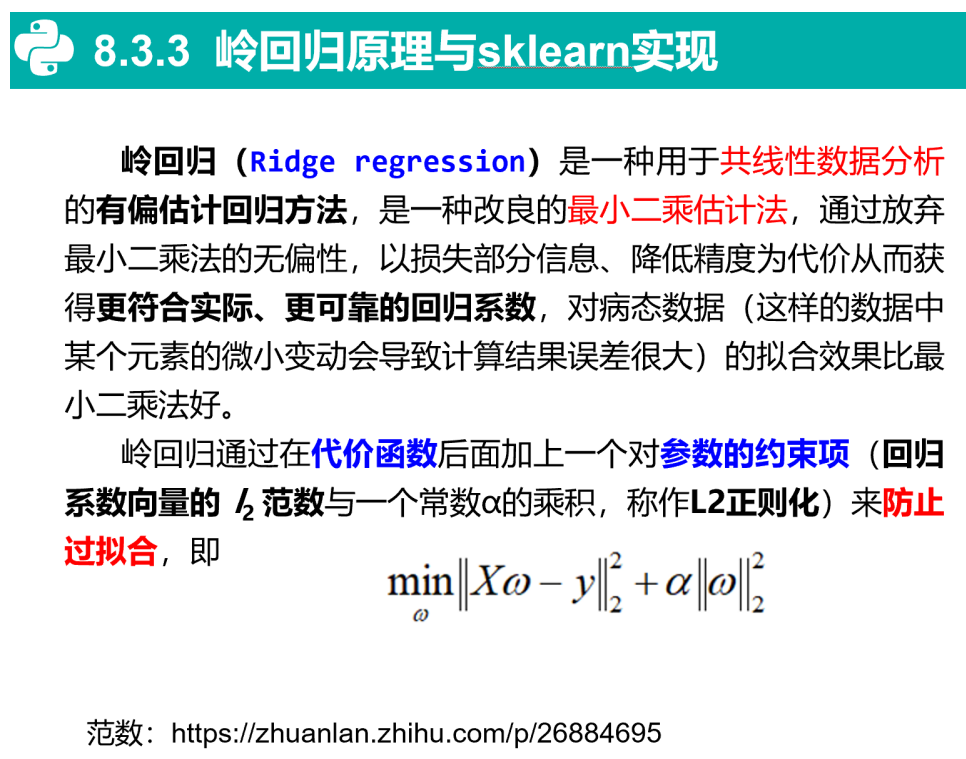 8.3.3 岭回归原理与sklearn实现
岭回归（Ridge regression）是一种用于共线性数据分析
的有偏估计回归方法，是一种改良的最小二乘估计法，通过放弃
最小二乘法的无偏性，以损失部分信息、降低精度为代价从而获
得更符合实际、更可靠的回归系数，对病态数据（这样的数据中
某个元素的微小变动会导致计算结果误差很大）的拟合效果比最
小二乘法好。
岭回归通过在代价函数后面加上一个对参数的约束项（回归
系数向量的 l₂ 范数与一个常数α的乘积，称作L2正则化）来防止
过拟合，即
min_ω ‖Xω − y‖₂² + α‖ω‖₂²
范数：https://zhuanlan.zhihu.com/p/26884695